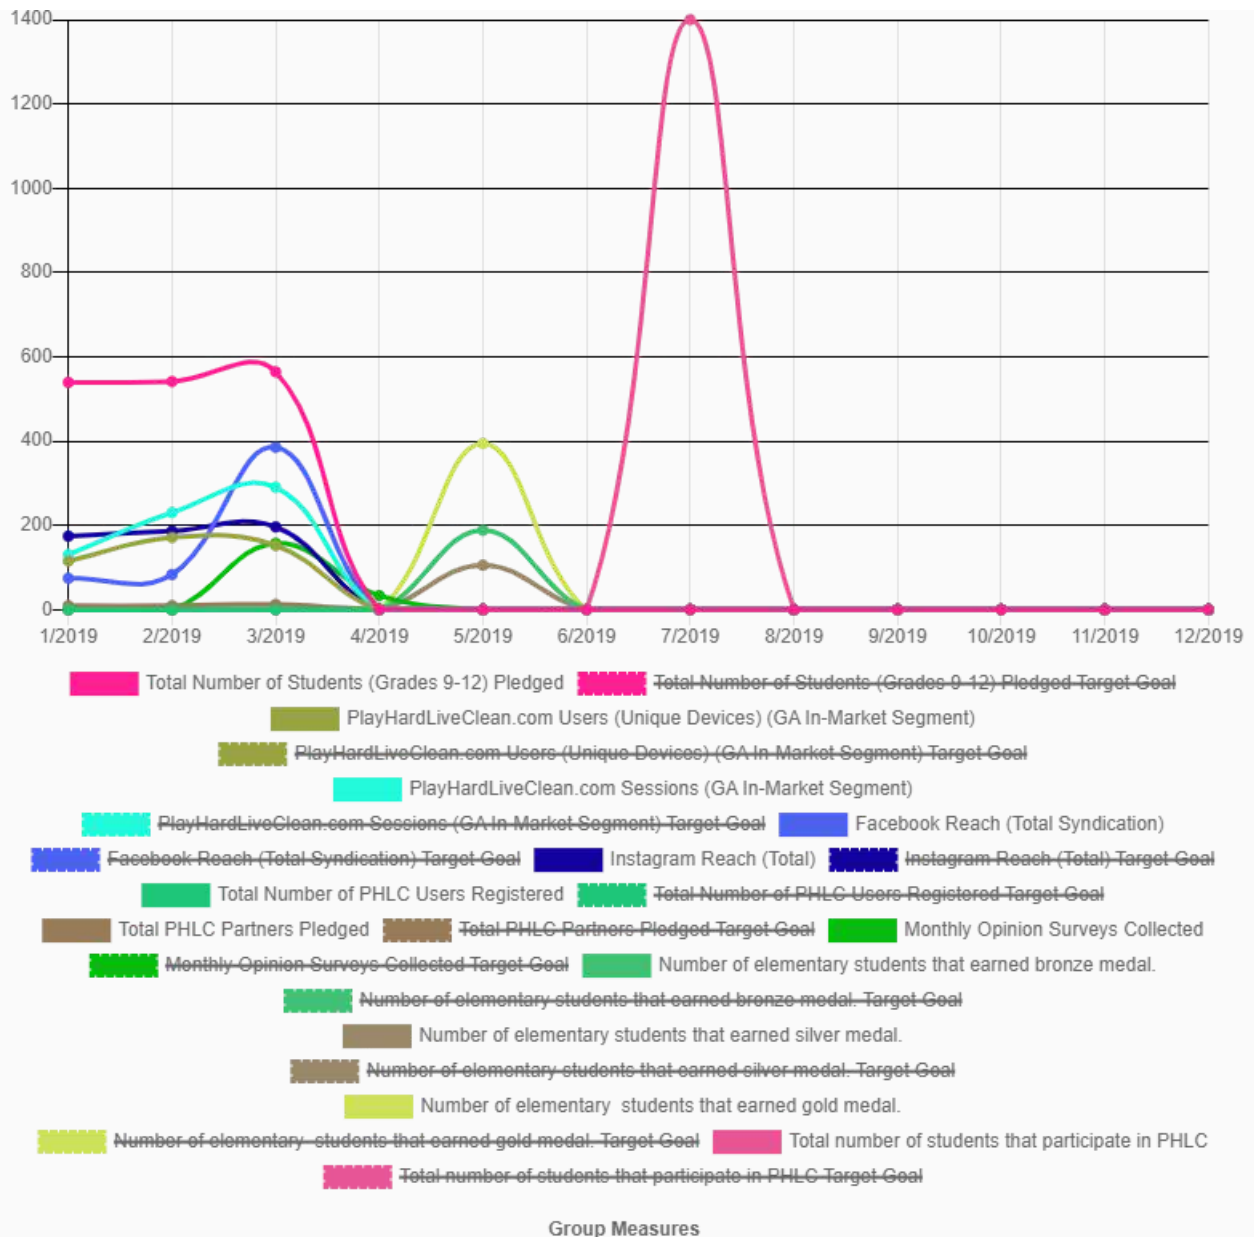 1400
1200
1000
800
600
400
200
0
1/2019 2/2019 3/2019 4/2019 5/2019 6/2019 7/2019 8/2019 9/2019 10/2019 11/2019 12/2019
Total Number of Students (Grades 9-12) Pledged Total Number of Students (Grades 9-12) Pledged Target Goal
PlayHardLiveClean.com Users (Unique Devices) (GA In-Market Segment)
PlayHardLiveClean.com Users (Unique Devices) (GA In-Market Segment) Target Goal
PlayHardLiveClean.com Sessions (GA In-Market Segment)
PlayHardLiveClean.com Sessions (GA In-Market Segment) Target Goal Facebook Reach (Total Syndication)
Facebook Reach (Total Syndication) Target Goal Instagram Reach (Total) Instagram Reach (Total) Target Goal
Total Number of PHLC Users Registered Total Number of PHLC Users Registered Target Goal
Total PHLC Partners Pledged Total PHLC Partners Pledged Target Goal Monthly Opinion Surveys Collected
Monthly Opinion Surveys Collected Target Goal Number of elementary students that earned bronze medal.
Number of elementary students that earned bronze medal. Target Goal
Number of elementary students that earned silver medal.
Number of elementary students that earned silver medal. Target Goal
Number of elementary  students that earned gold medal.
Number of elementary  students that earned gold medal. Target Goal Total number of students that participate in PHLC
Total number of students that participate in PHLC Target Goal
Group Measures